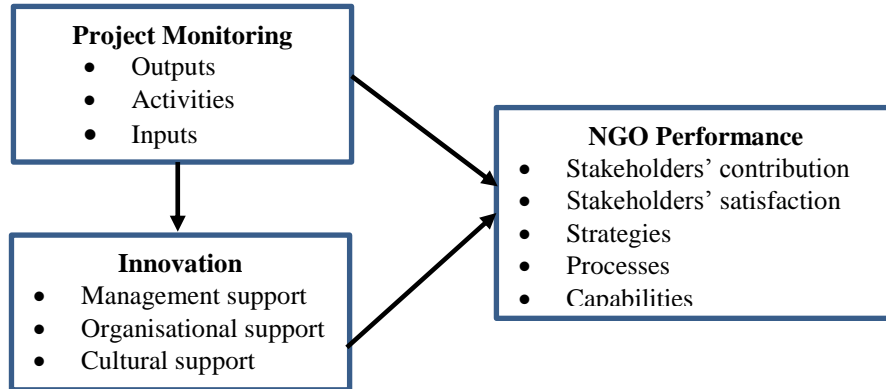 Project Monitoring
• Outputs
• Activities
• Inputs
Innovation
• Management support
• Organisational support
• Cultural support
NGO Performance
• Stakeholders’ contribution
• Stakeholders’ satisfaction
• Strategies
• Processes
• Capabilities